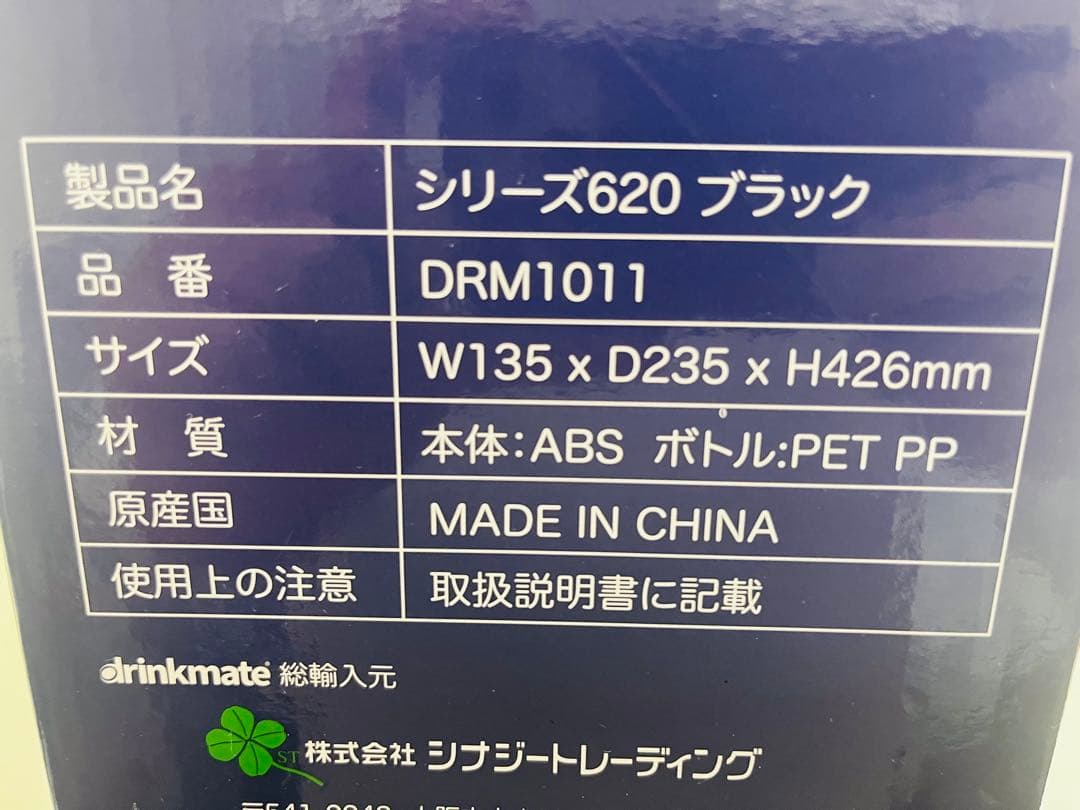 製品名 シリーズ620 ブラック
品 番 DRM1011
サイズ W135 x D235 x H426mm
材 質 本体:ABS ボトル:PET PP
原産国 MADE IN CHINA
使用上の注意 取扱説明書に記載
drinkmate 総輸入元
ST 株式会社 シナジートレーディング